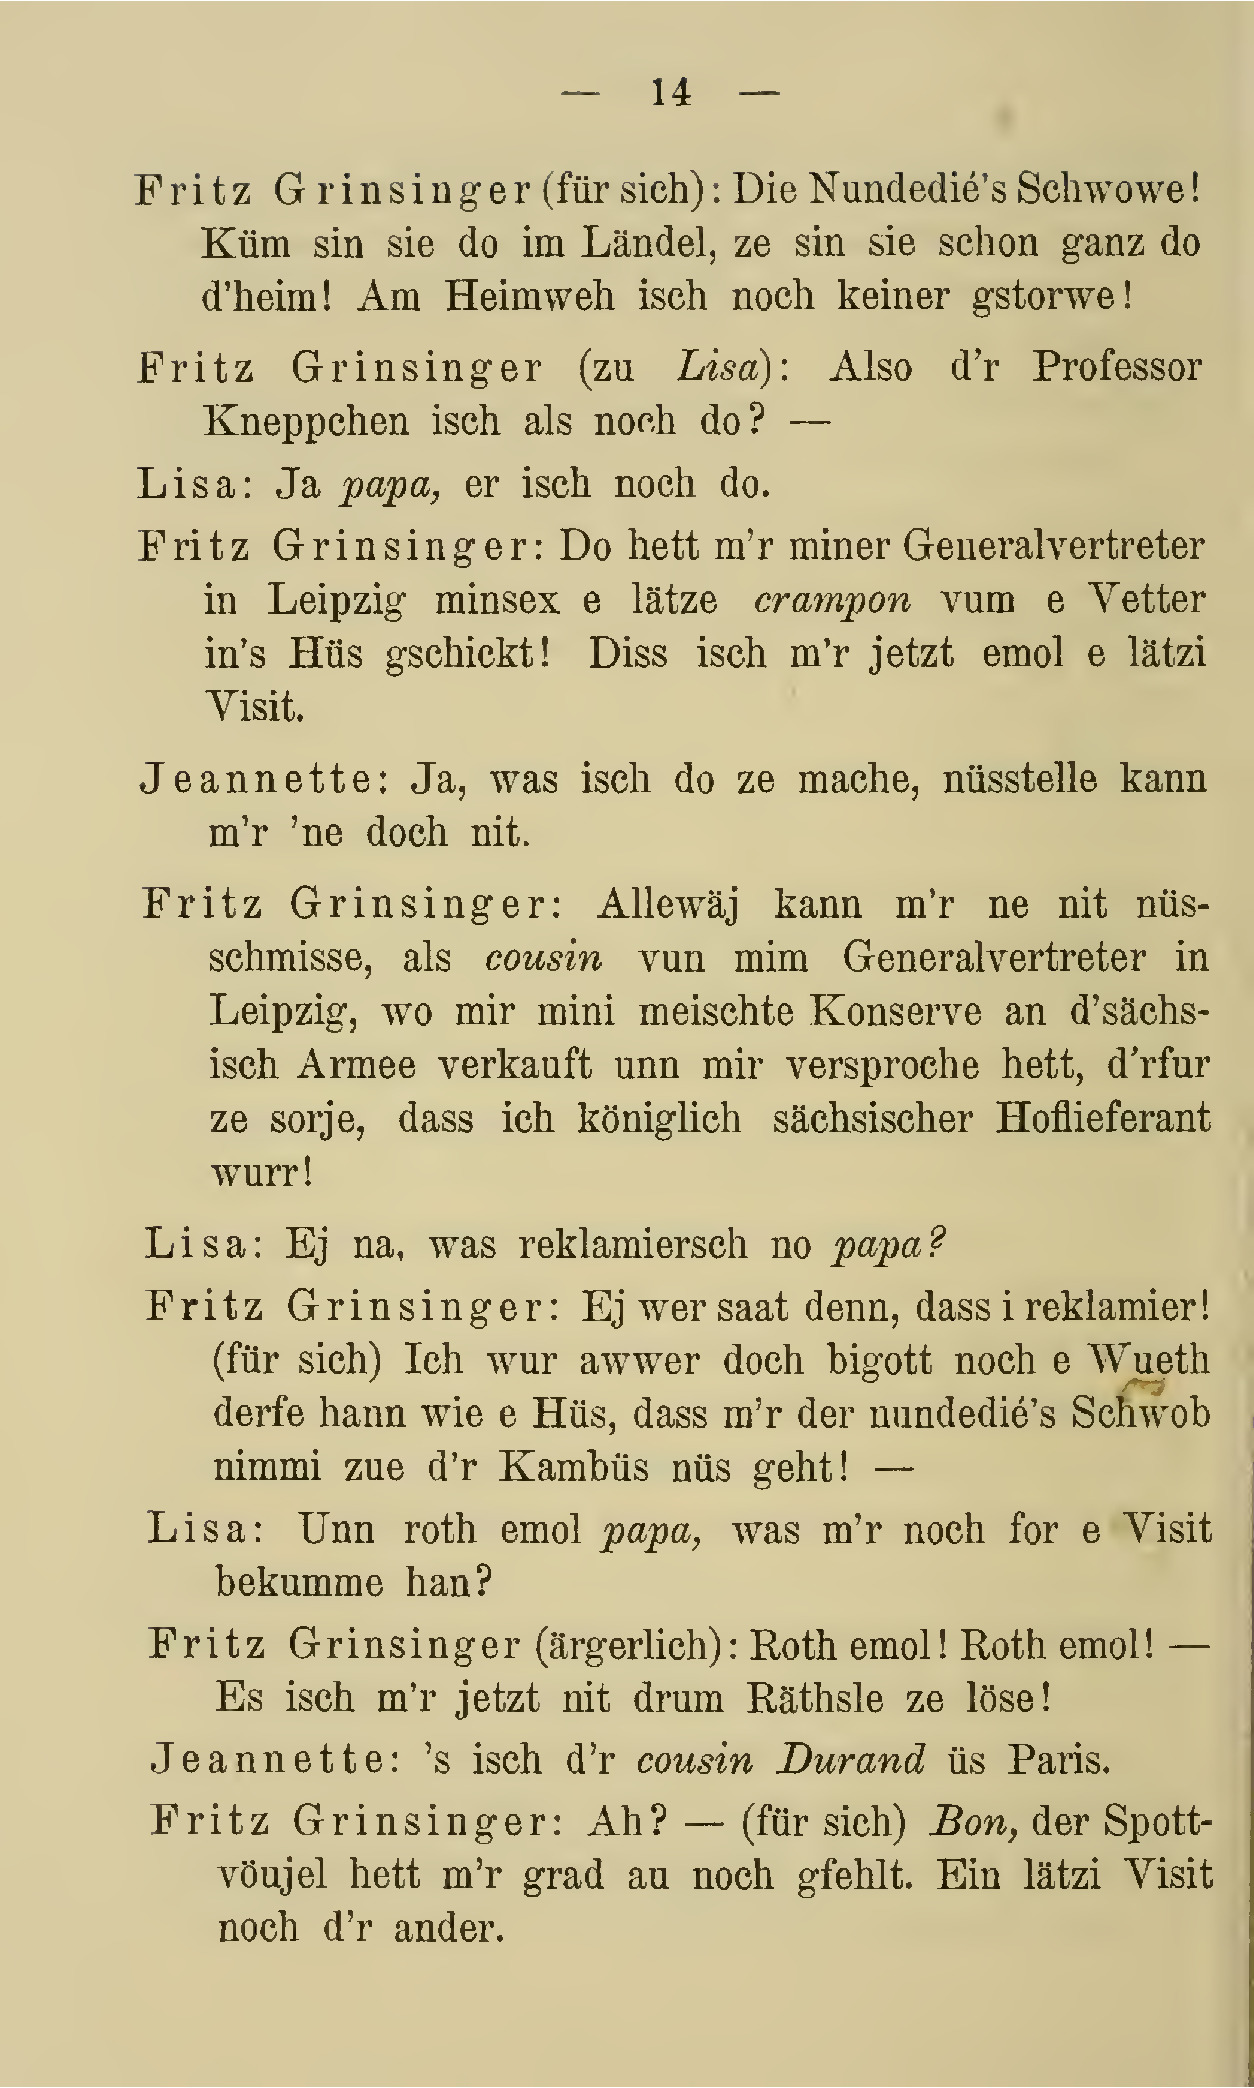 — 14 —
Fritz Grinsinger (für sich): Die Nundedié's Schwowe!
Küm sin sie do im Ländel, ze sin sie schon ganz do
d'heim! Am Heimweh isch noch keiner gstorwe!
Fritz Grinsinger (zu Lisa): Also d'r Professor
Kneppchen isch als noch do? —
Lisa: Ja papa, er isch noch do.
Fritz Grinsinger: Do hett m'r miner Generalvertreter
in Leipzig minsex e lätze crampon vum e Vetter
in's Hüs gschickt! Diss isch m'r jetzt emol e lätzi
Visit.
Jeannette: Ja, was isch do ze mache, nüsstelle kann
m'r 'ne doch nit.
Fritz Grinsinger: Allewäj kann m'r ne nit nüs-
schmisse, als cousin vun mim Generalvertreter in
Leipzig, wo mir mini meischte Konserve an d'sächs-
isch Armee verkauft unn mir versproche hett, d'rfur
ze sorje, dass ich königlich sächsischer Hoflieferant
wurr!
Lisa: Ej na, was reklamiersch no papa?
Fritz Grinsinger: Ej wer saat denn, dass i reklamier!
(für sich) Ich wur awwer doch bigott noch e Wueth
derfe hann wie e Hüs, dass m'r der nundedié's Schwob
nimmi zue d'r Kambüs nüs geht! —
Lisa: Unn roth emol papa, was m'r noch for e Visit
bekumme han?
Fritz Grinsinger (ärgerlich): Roth emol! Roth emol! —
Es isch m'r jetzt nit drum Räthsle ze löse!
Jeannette: 's isch d'r cousin Durand üs Paris.
Fritz Grinsinger: Ah? — (für sich) Bon, der Spott-
vöujel hett m'r grad au noch gfehlt. Ein lätzi Visit
noch d'r ander.